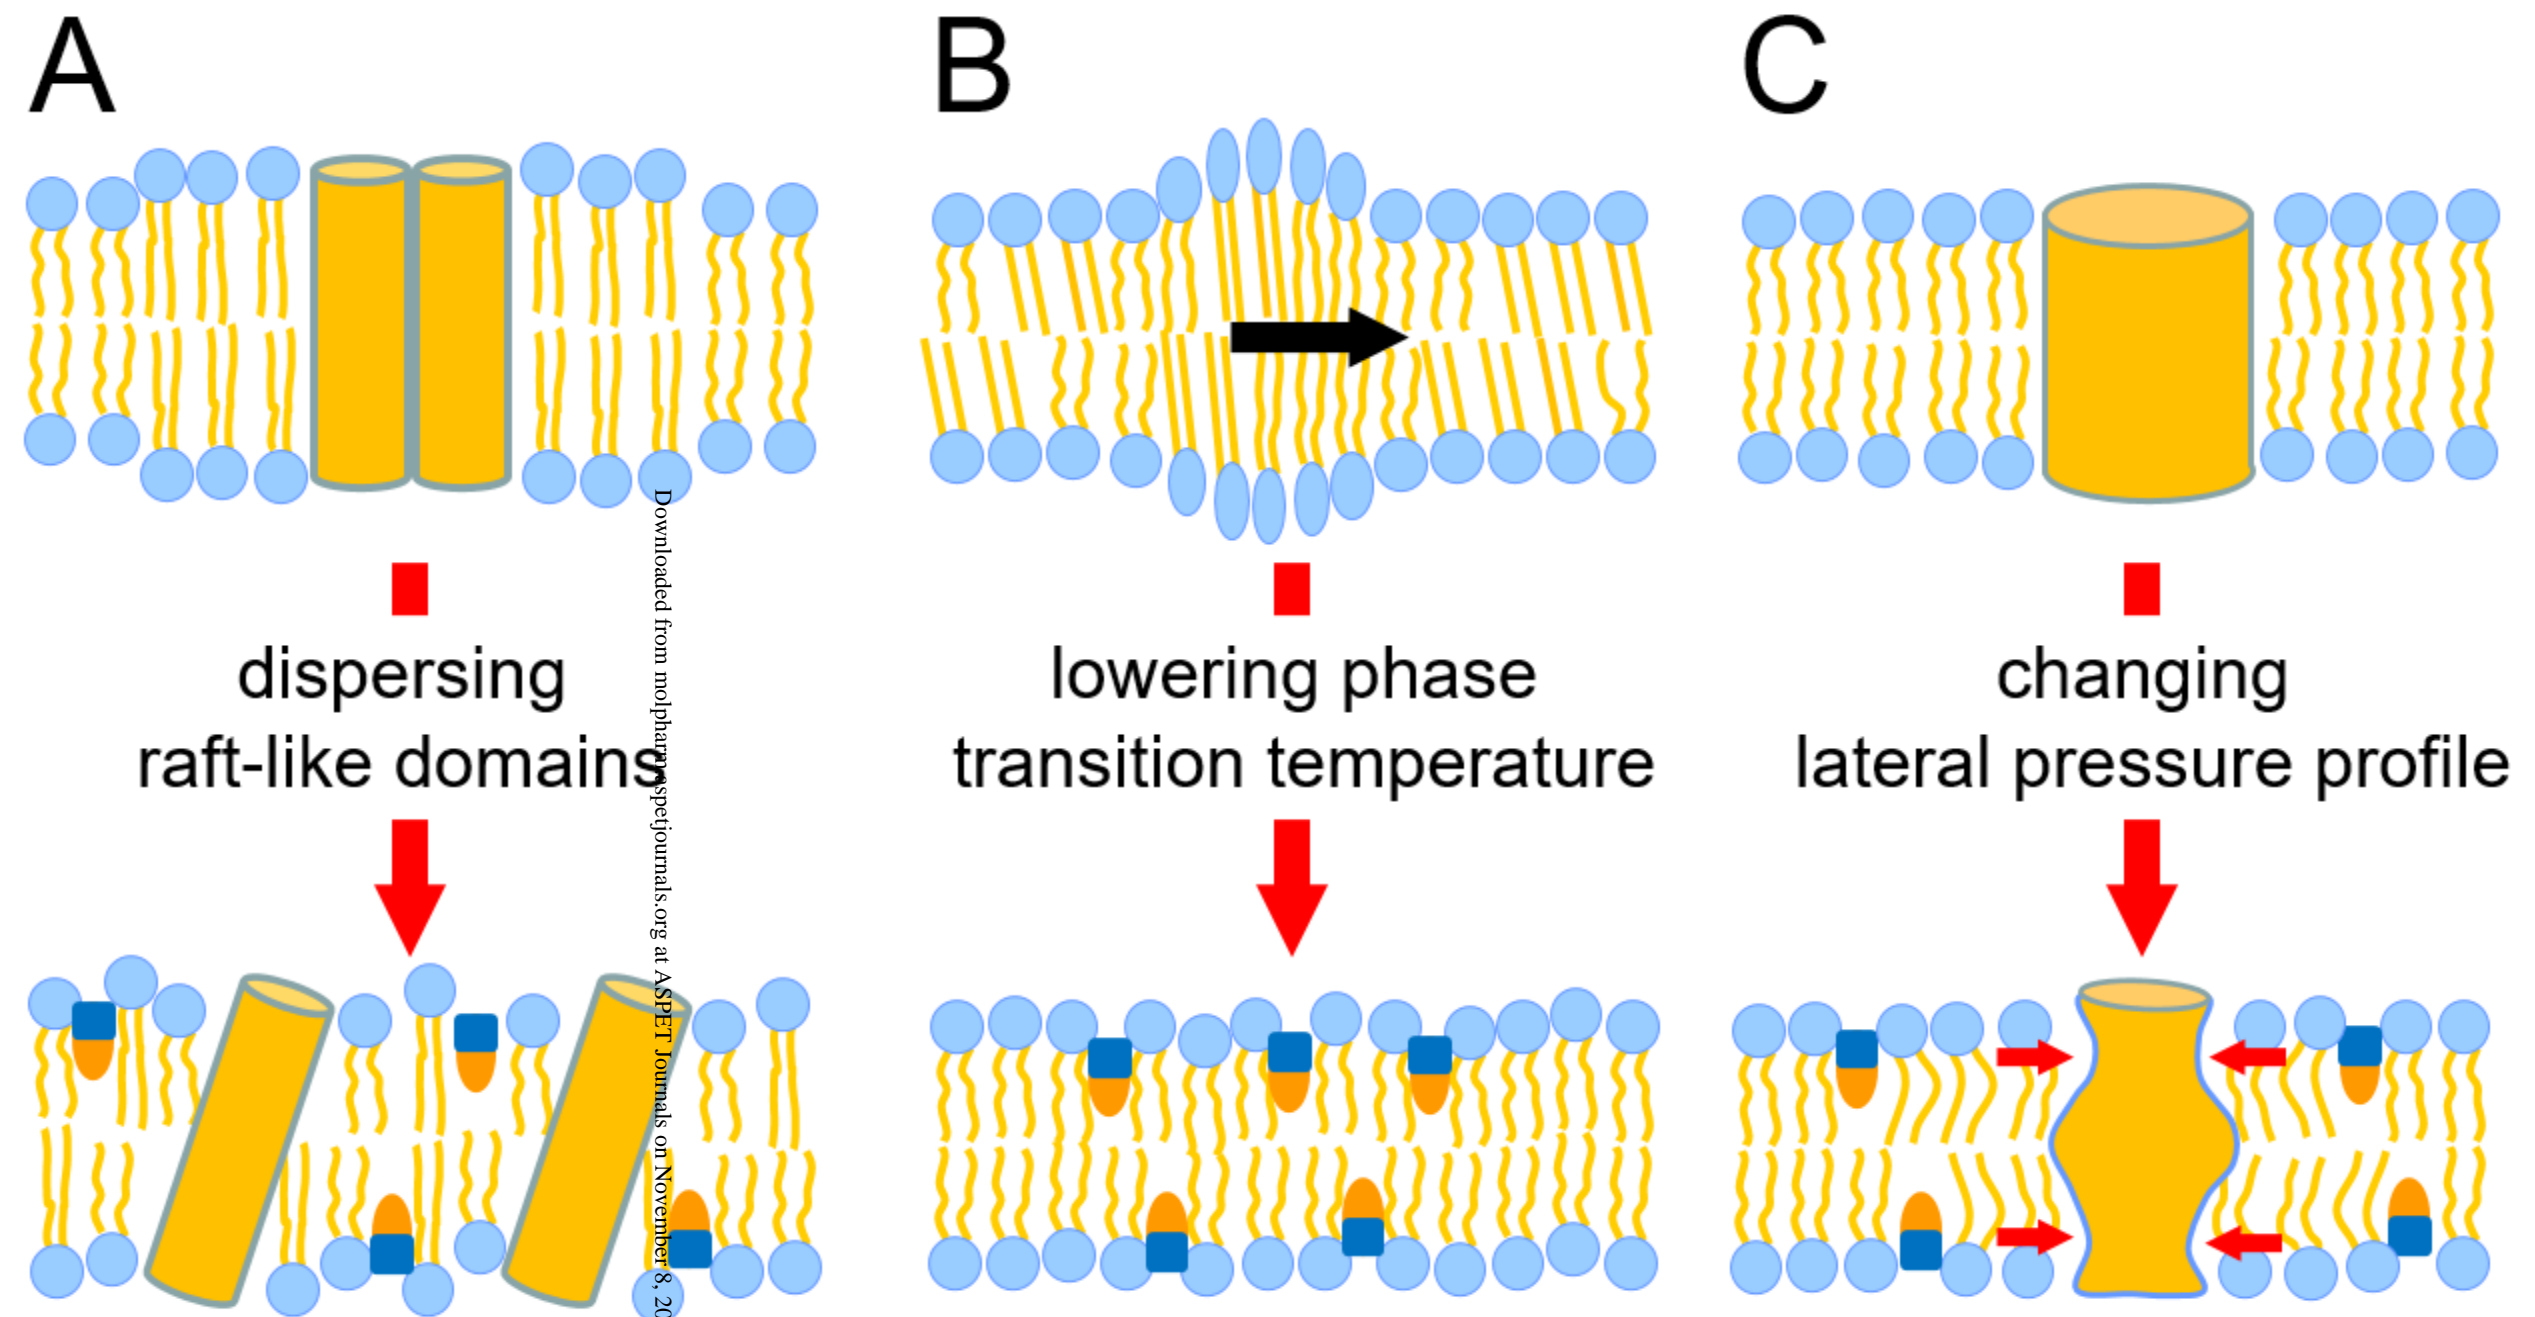 A
B
C
dispersing
raft-like domains
lowering phase
transition temperature
changing
lateral pressure profile
Downloaded from molpharm.aspetjournals.org at ASPET Journals on November 8, 20